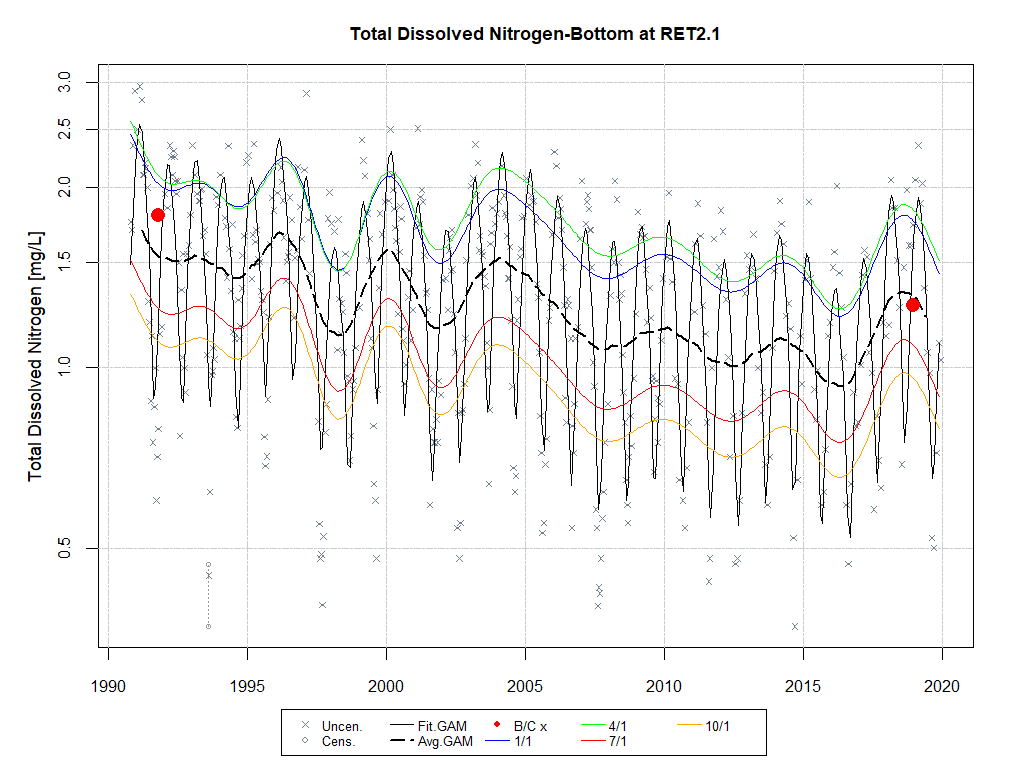 Total Dissolved Nitrogen-Bottom at RET2.1
Total Dissolved Nitrogen [mg/L]
3.0
2.5
2.0
1.5
1.0
0.5
1990 1995 2000 2005 2010 2015 2020
Uncen. Fit.GAM B/C x 4/1 10/1
Cens. Avg.GAM 1/1 7/1